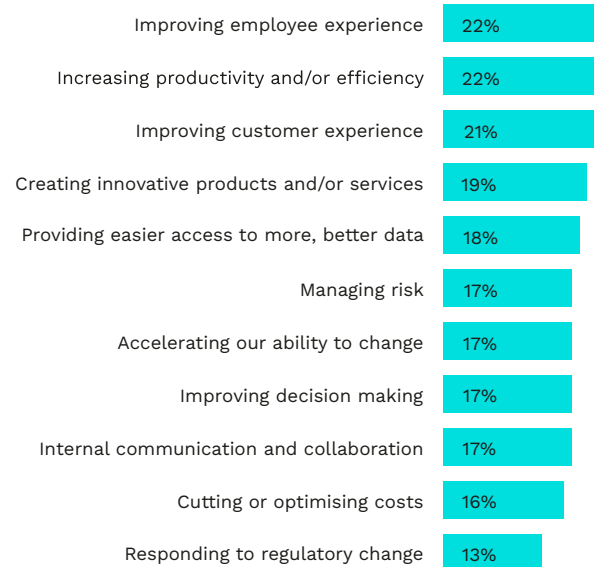 Improving employee experience 22%
Increasing productivity and/or efficiency 22%
Improving customer experience 21%
Creating innovative products and/or services 19%
Providing easier access to more, better data 18%
Managing risk 17%
Accelerating our ability to change 17%
Improving decision making 17%
Internal communication and collaboration 17%
Cutting or optimising costs 16%
Responding to regulatory change 13%